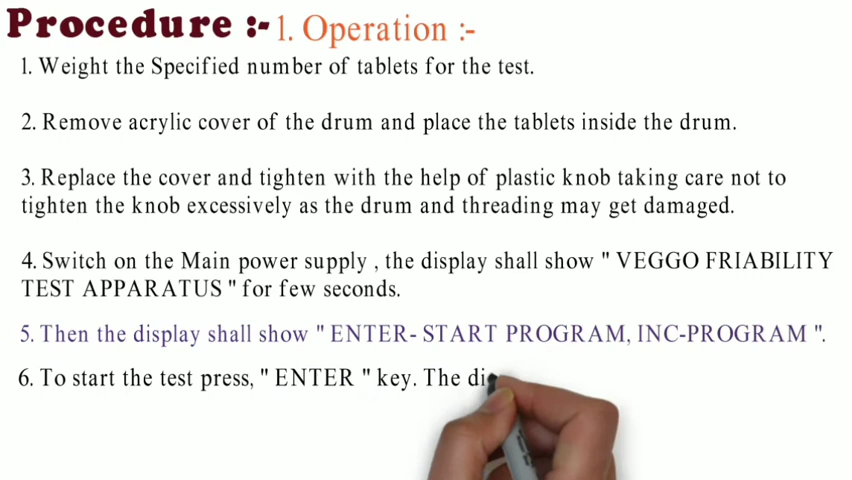 Procedure :- 1. Operation :-
1. Weight the Specified number of tablets for the test.
2. Remove acrylic cover of the drum and place the tablets inside the drum.
3. Replace the cover and tighten with the help of plastic knob taking care not to
tighten the knob excessively as the drum and threading may get damaged.
4. Switch on the Main power supply , the display shall show " VEGGO FRIABILITY
TEST APPARATUS " for few seconds.
5. Then the display shall show " ENTER- START PROGRAM, INC-PROGRAM ".
6. To start the test press, " ENTER " key. The di